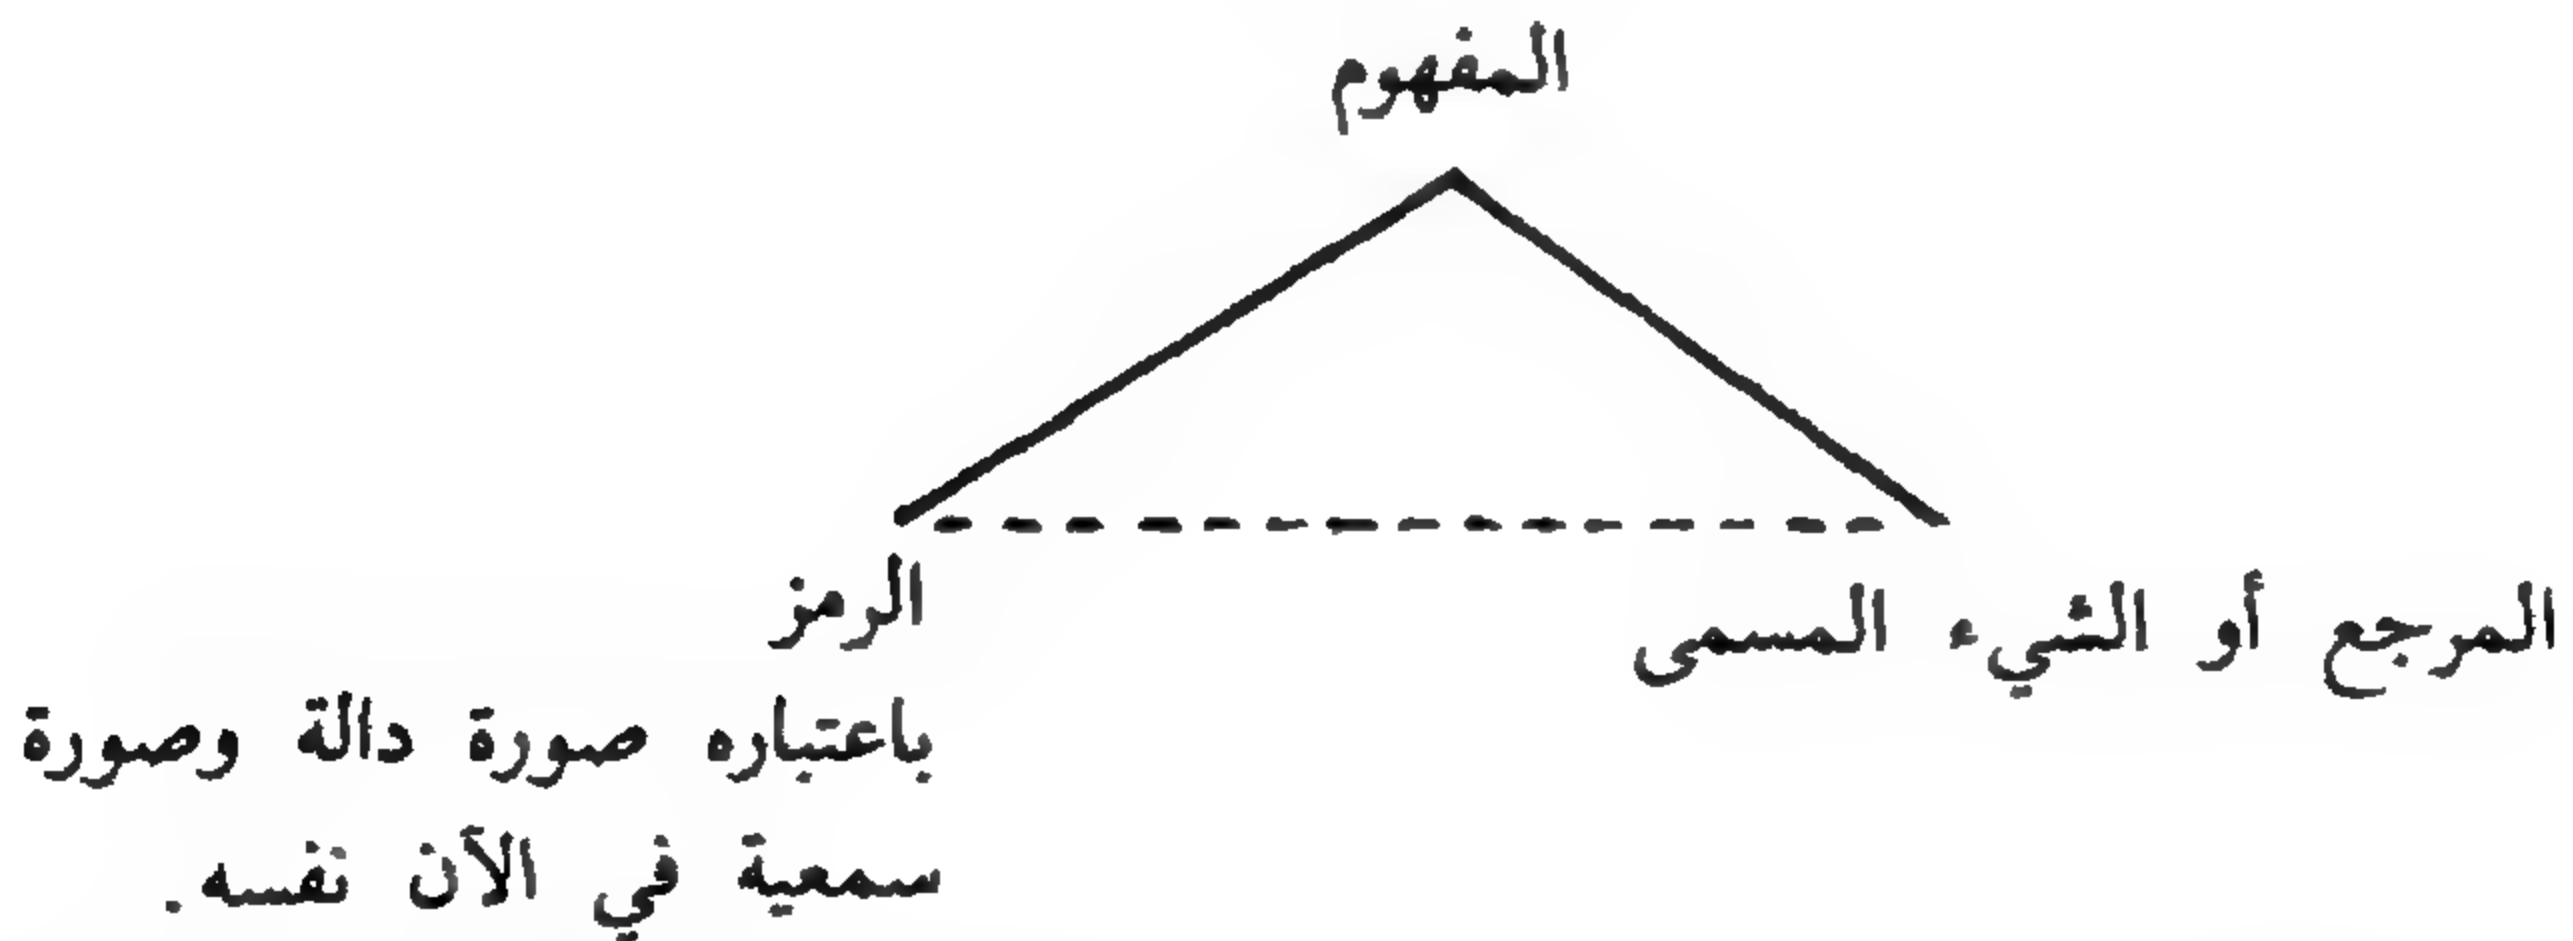 المفهوم
المرجع أو الشيء المسمى
الرمز
باعتباره صورة دالة وصورة
سمعية في الآن نفسه.